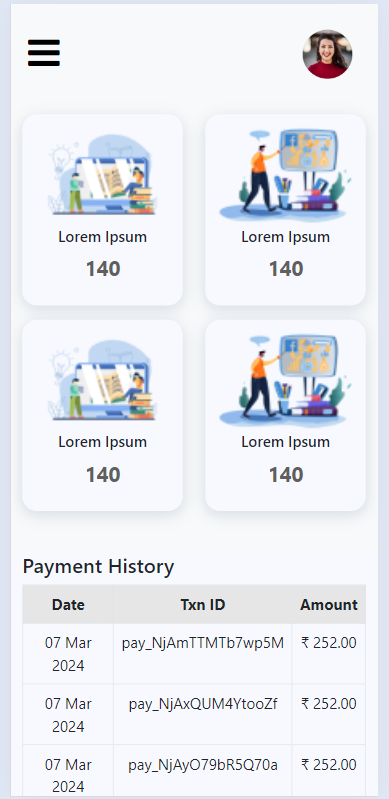 Lorem Ipsum
140
Lorem Ipsum
140
Lorem Ipsum
140
Lorem Ipsum
140
Payment History
Date Txn ID Amount
07 Mar 2024 pay_NjAmTTMTb7wp5M ₹ 252.00
07 Mar 2024 pay_NjAxQUM4YtooZf ₹ 252.00
07 Mar 2024 pay_NjAyO79bR5Q70a ₹ 252.00